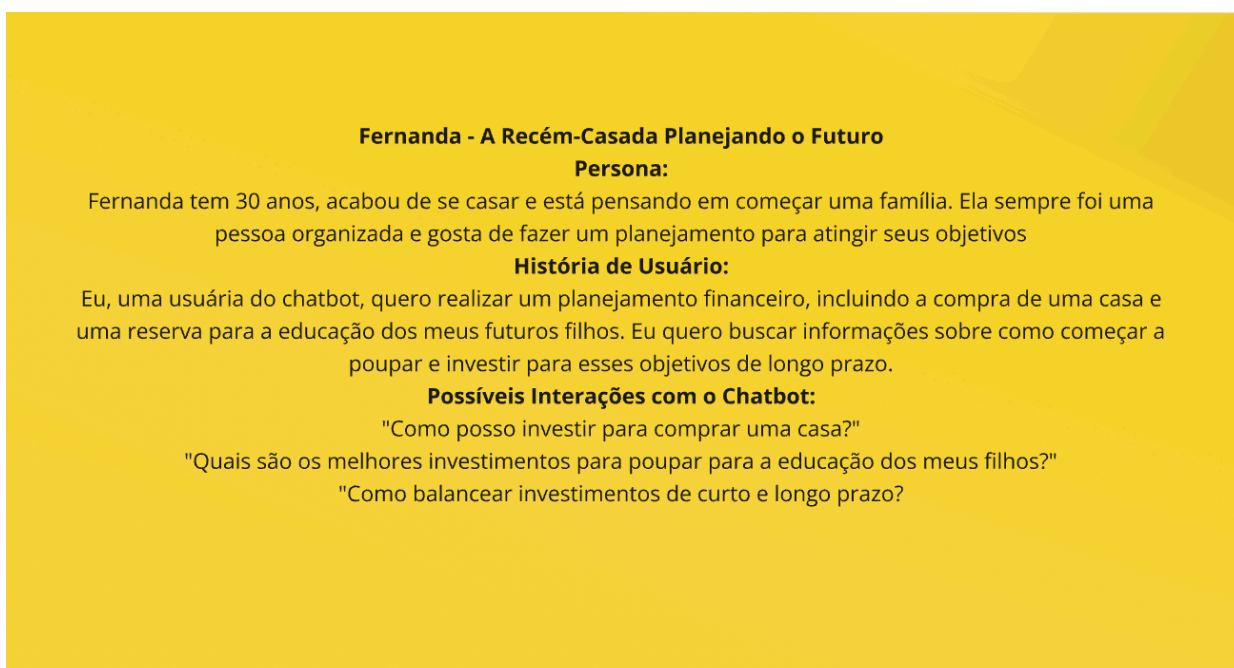 Fernanda - A Recém-Casada Planejando o Futuro
Persona:
Fernanda tem 30 anos, acabou de se casar e está pensando em começar uma família. Ela sempre foi uma
pessoa organizada e gosta de fazer um planejamento para atingir seus objetivos
História de Usuário:
Eu, uma usuária do chatbot, quero realizar um planejamento financeiro, incluindo a compra de uma casa e
uma reserva para a educação dos meus futuros filhos. Eu quero buscar informações sobre como começar a
poupar e investir para esses objetivos de longo prazo.
Possíveis Interações com o Chatbot:
"Como posso investir para comprar uma casa?"
"Quais são os melhores investimentos para poupar para a educação dos meus filhos?"
"Como balancear investimentos de curto e longo prazo?